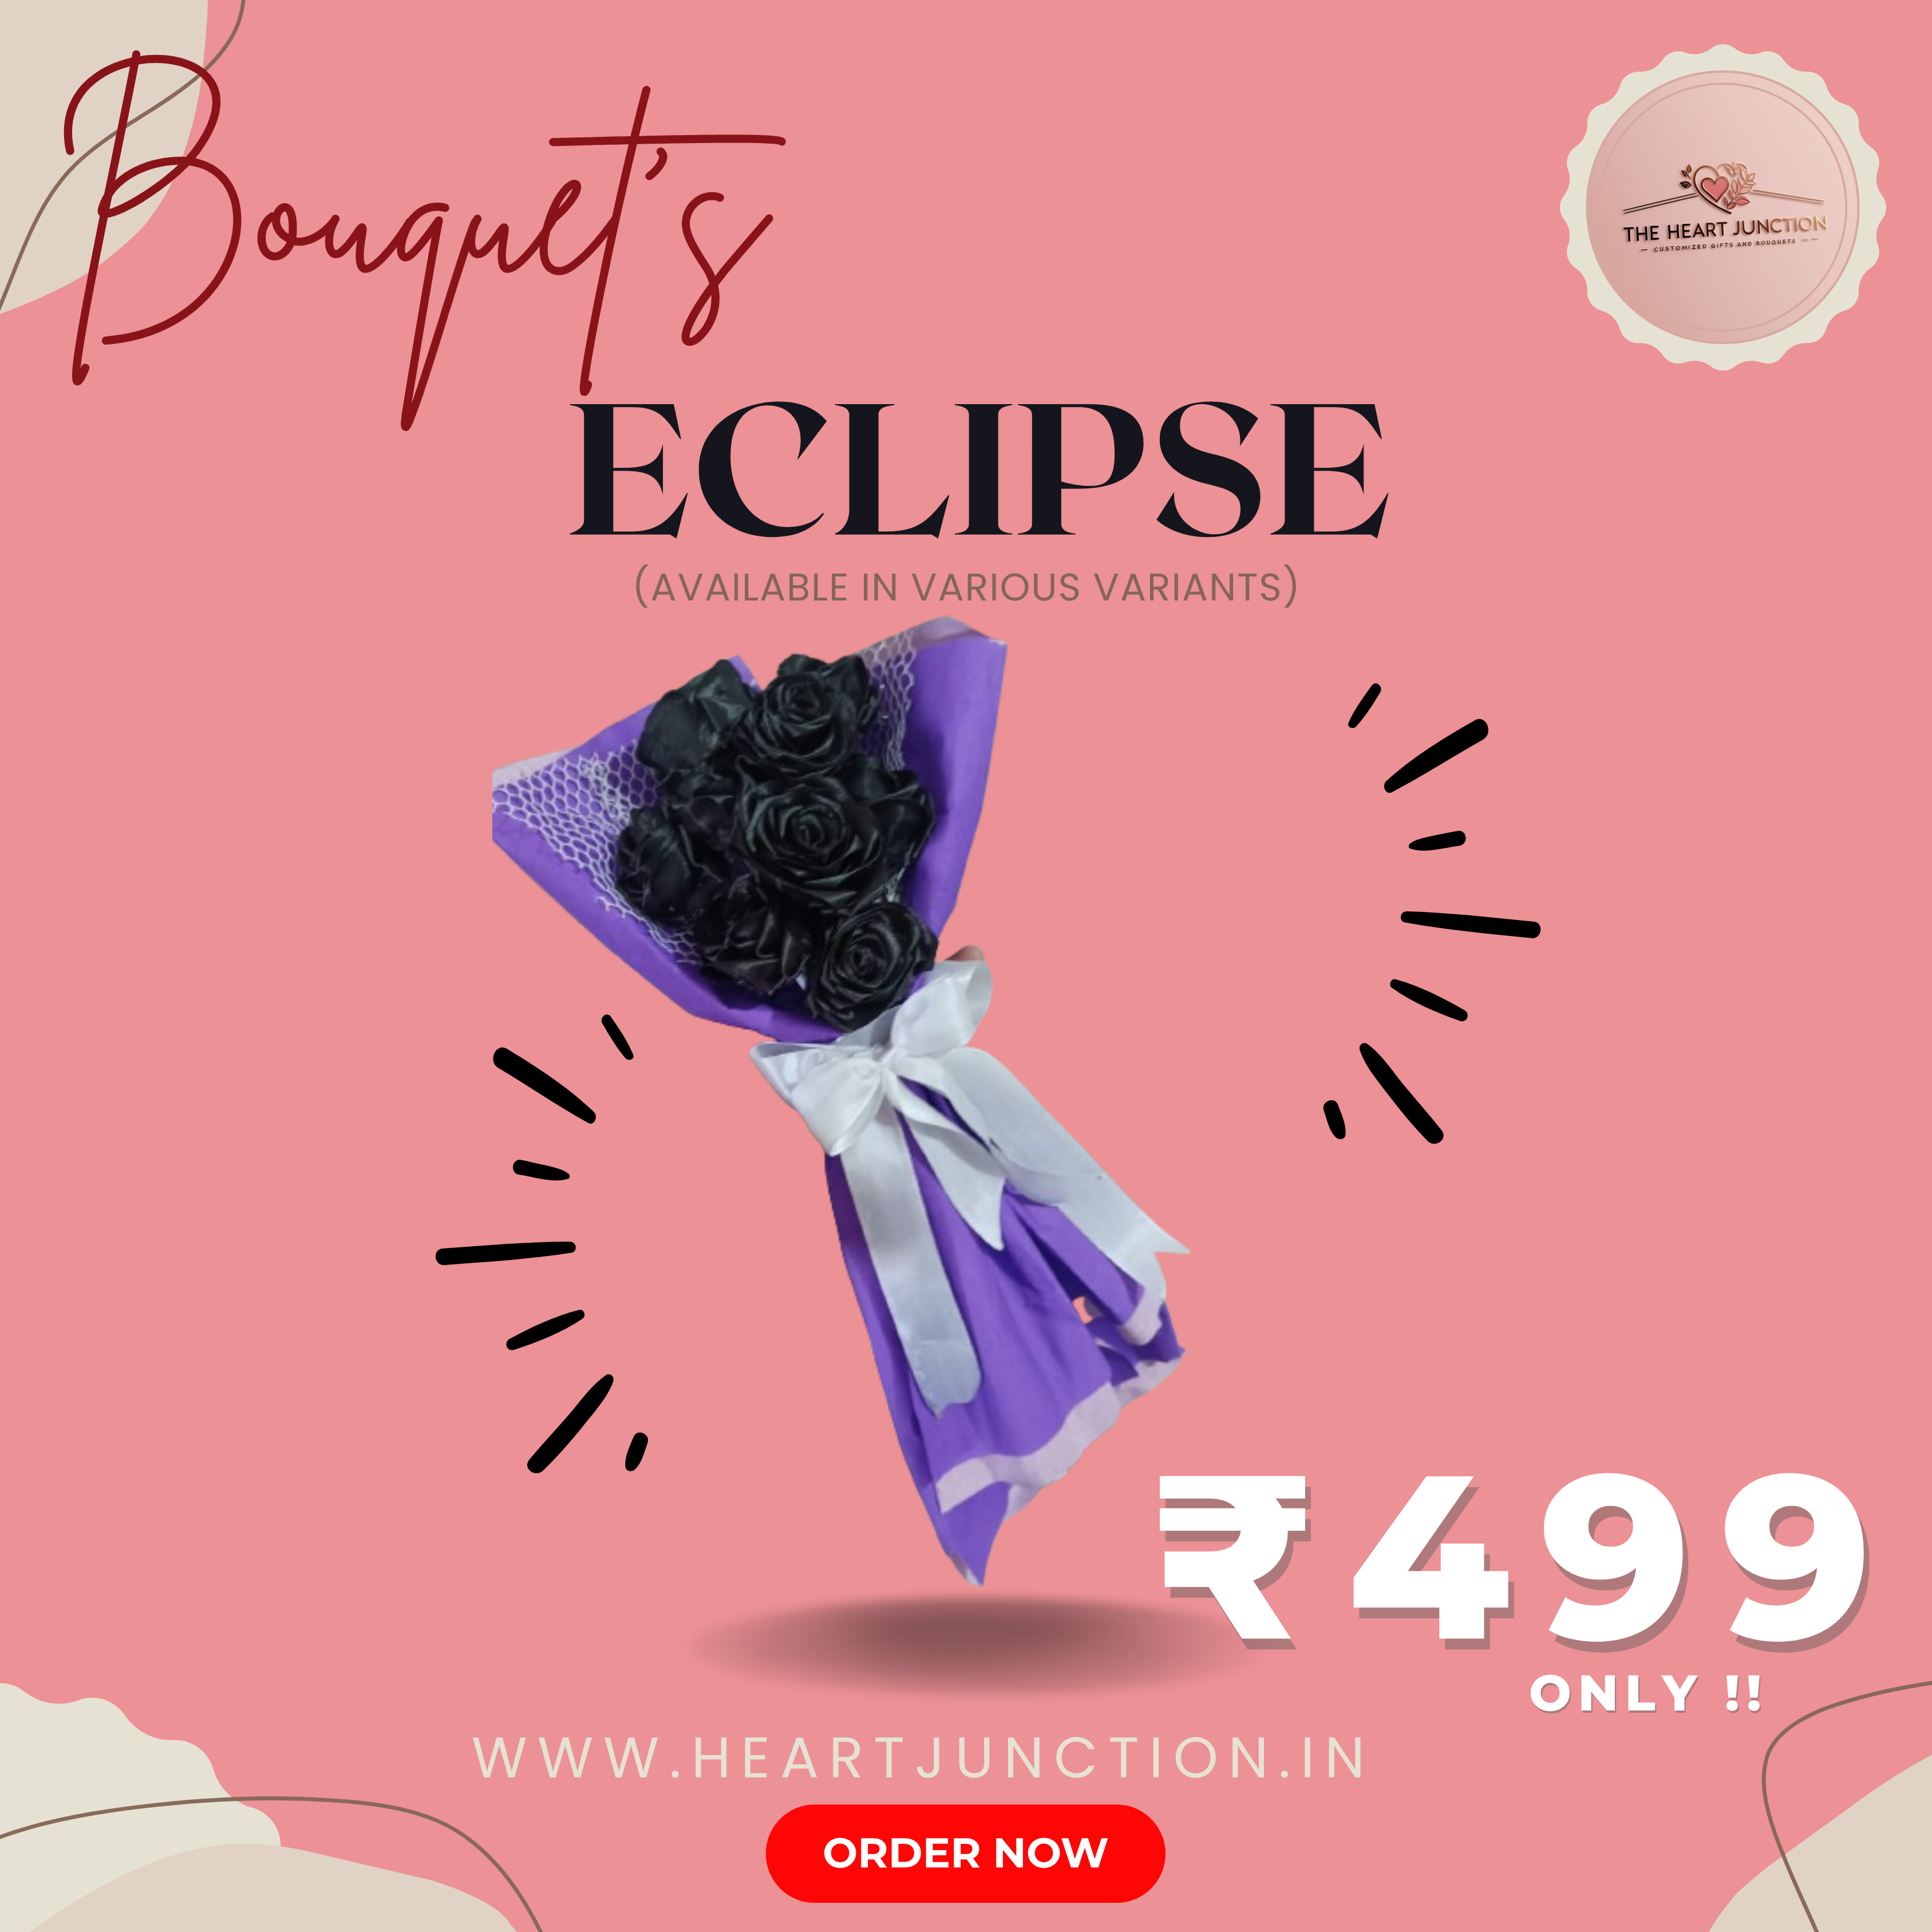 Bouquet's
THE HEART JUNCTION
CUSTOMIZED GIFTS AND BOUQUETS
ECLIPSE
(AVAILABLE IN VARIOUS VARIANTS)
₹499
ONLY !!
WWW.HEARTJUNCTION.IN
ORDER NOW